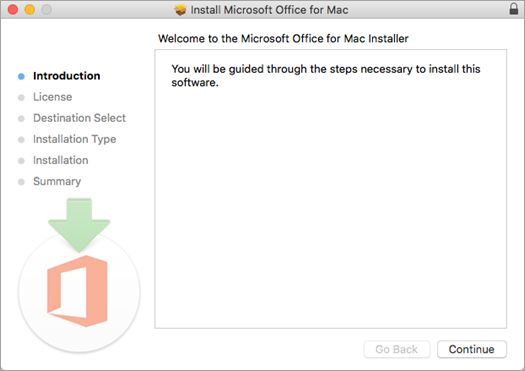 Install Microsoft Office for Mac
Welcome to the Microsoft Office for Mac Installer
Introduction
License
Destination Select
Installation Type
Installation
Summary
You will be guided through the steps necessary to install this
software.
Go Back
Continue